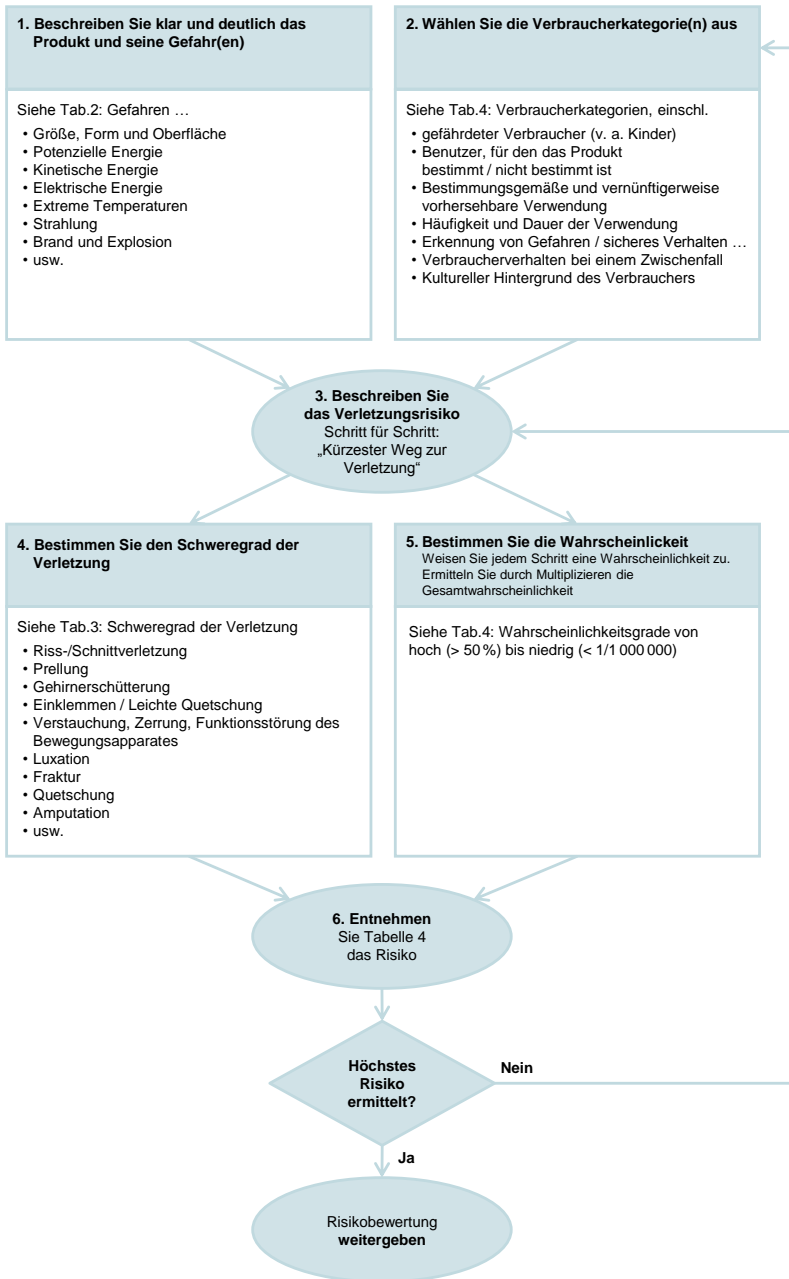 1. Beschreiben Sie klar und deutlich das
Produkt und seine Gefahr(en)
Siehe Tab.2: Gefahren …
• Größe, Form und Oberfläche
• Potenzielle Energie
• Kinetische Energie
• Elektrische Energie
• Extreme Temperaturen
• Strahlung
• Brand und Explosion
• usw.
2. Wählen Sie die Verbraucherkategorie(n) aus
Siehe Tab.4: Verbraucherkategorien, einschl.
• gefährdeter Verbraucher (v. a. Kinder)
• Benutzer, für den das Produkt
bestimmt / nicht bestimmt ist
• Bestimmungsgemäße und vernünftigerweise
vorhersehbare Verwendung
• Häufigkeit und Dauer der Verwendung
• Erkennung von Gefahren / sicheres Verhalten …
• Verbraucherverhalten bei einem Zwischenfall
• Kultureller Hintergrund des Verbrauchers
3. Beschreiben Sie
das Verletzungsrisiko
Schritt für Schritt:
„Kürzester Weg zur
Verletzung“
4. Bestimmen Sie den Schweregrad der
Verletzung
Siehe Tab.3: Schweregrad der Verletzung
• Riss-/Schnittverletzung
• Prellung
• Gehirnerschütterung
• Einklemmen / Leichte Quetschung
• Verstauchung, Zerrung, Funktionsstörung des
Bewegungsapparates
• Luxation
• Fraktur
• Quetschung
• Amputation
• usw.
5. Bestimmen Sie die Wahrscheinlickeit
Weisen Sie jedem Schritt eine Wahrscheinlichkeit zu.
Ermitteln Sie durch Multiplizieren die
Gesamtwahrscheinlichkeit
Siehe Tab.4: Wahrscheinlichkeitsgrade von
hoch (> 50 %) bis niedrig (< 1/1 000 000)
6. Entnehmen
Sie Tabelle 4
das Risiko
Höchstes
Risiko
ermittelt?
Nein
Ja
Risikobewertung
weitergeben